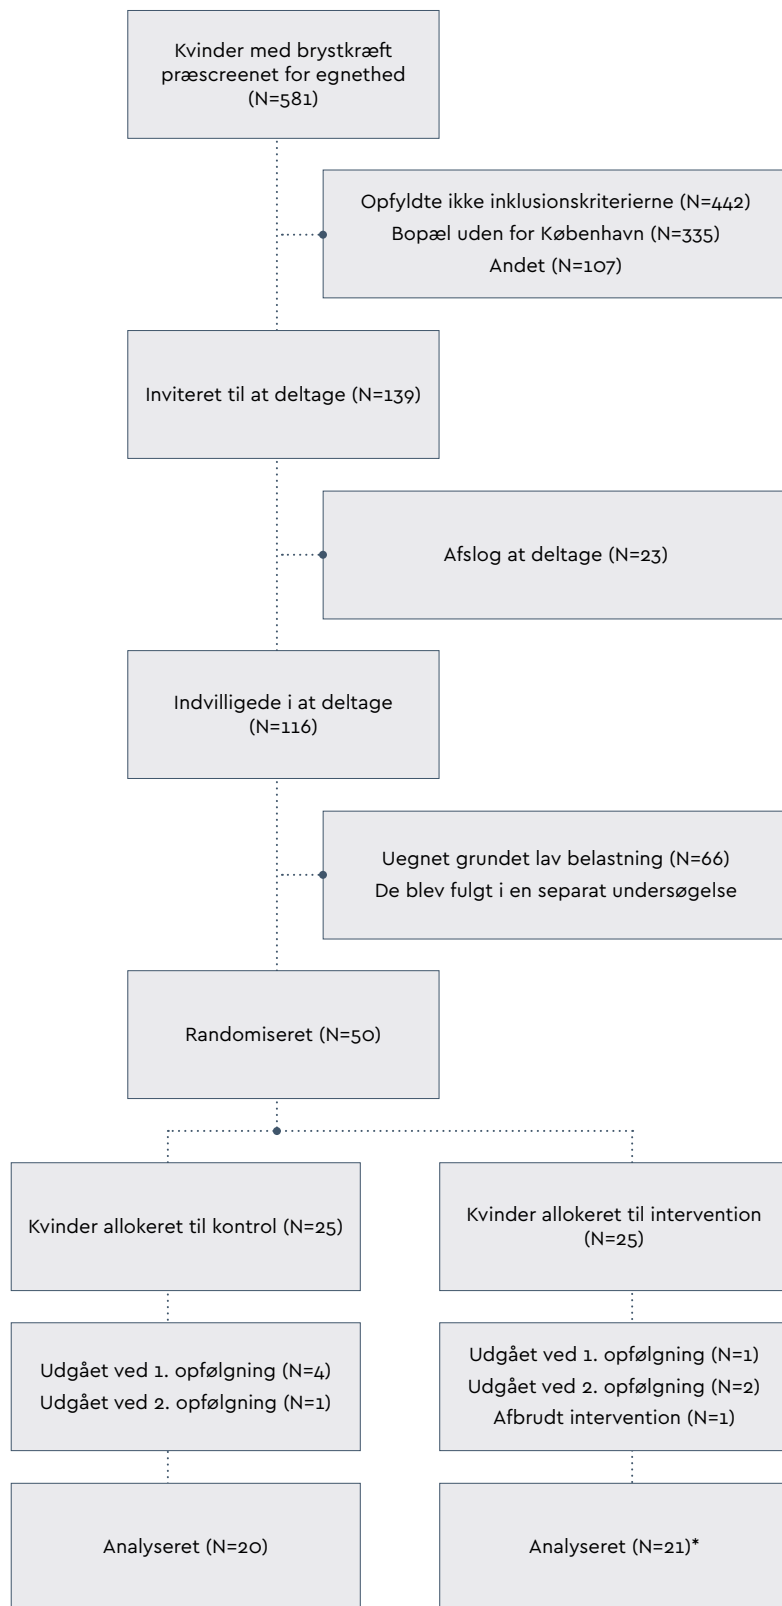 Kvinder med brystkræft
præscreenet for egnethed
(N=581)
Opfyldte ikke inklusionskriterierne (N=442)
Bopæl uden for København (N=335)
Andet (N=107)
Inviteret til at deltage (N=139)
Afslog at deltage (N=23)
Indvilligede i at deltage
(N=116)
Uegnet grundet lav belastning (N=66)
De blev fulgt i en separat undersøgelse
Randomiseret (N=50)
Kvinder allokeret til kontrol (N=25)
Kvinder allokeret til intervention
(N=25)
Udgået ved 1. opfølgning (N=4)
Udgået ved 2. opfølgning (N=1)
Udgået ved 1. opfølgning (N=1)
Udgået ved 2. opfølgning (N=2)
Afbrudt intervention (N=1)
Analyseret (N=20)
Analyseret (N=21)*